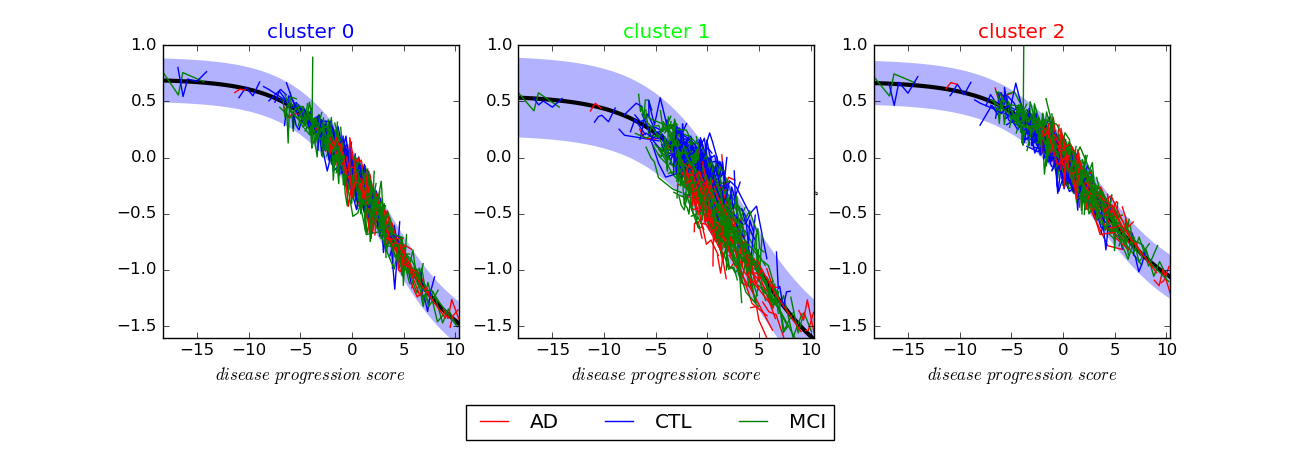 cluster 0 cluster 1 cluster 2
1.0 1.0 1.0
0.5 0.5 0.5
0.0 0.0 0.0
−0.5 −0.5 −0.5
−1.0 −1.0 −1.0
−1.5 −1.5 −1.5
−15 −10 −5 0 5 10 −15 −10 −5 0 5 10 −15 −10 −5 0 5 10
disease progression score disease progression score disease progression score
AD CTL MCI